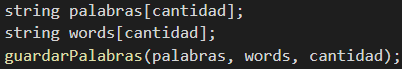 string palabras[cantidad];
string words[cantidad];
guardarPalabras(palabras, words, cantidad);